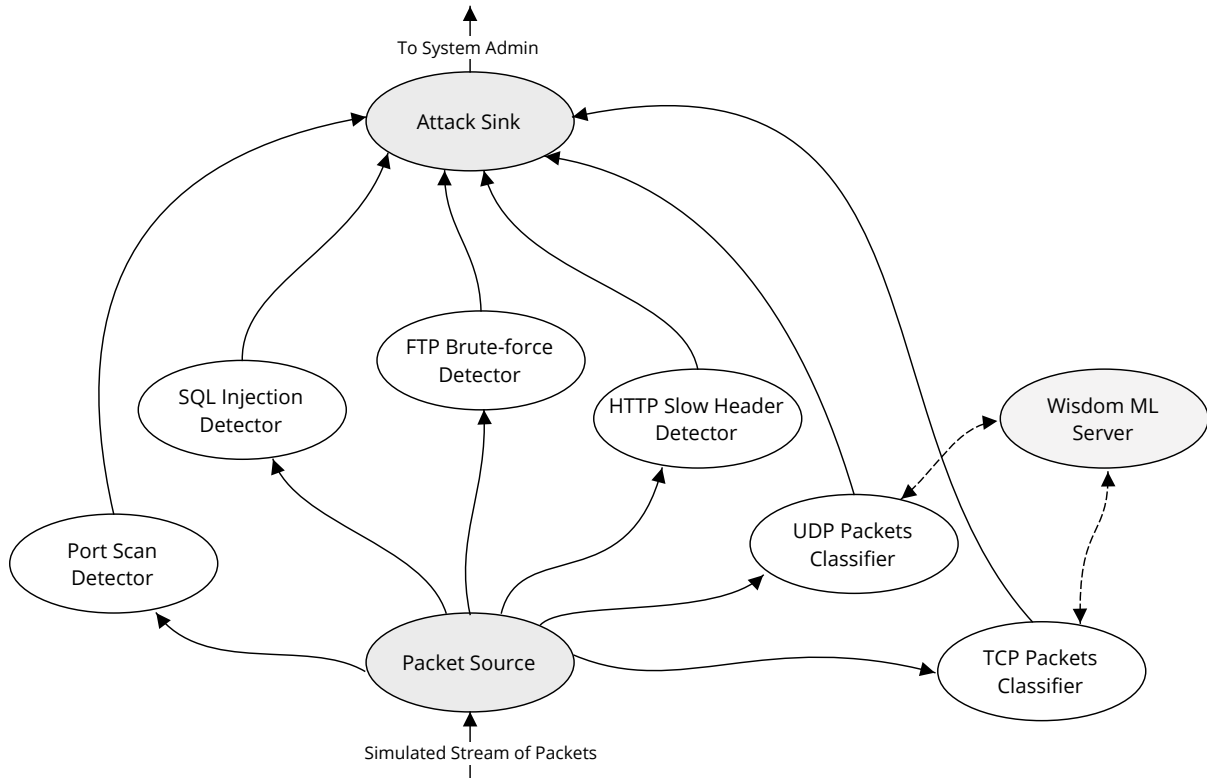 To System Admin
Attack Sink
FTP Brute-force
Detector
SQL Injection
Detector
HTTP Slow Header
Detector
Wisdom ML
Server
Port Scan
Detector
UDP Packets
Classifier
Packet Source
TCP Packets
Classifier
Simulated Stream of Packets